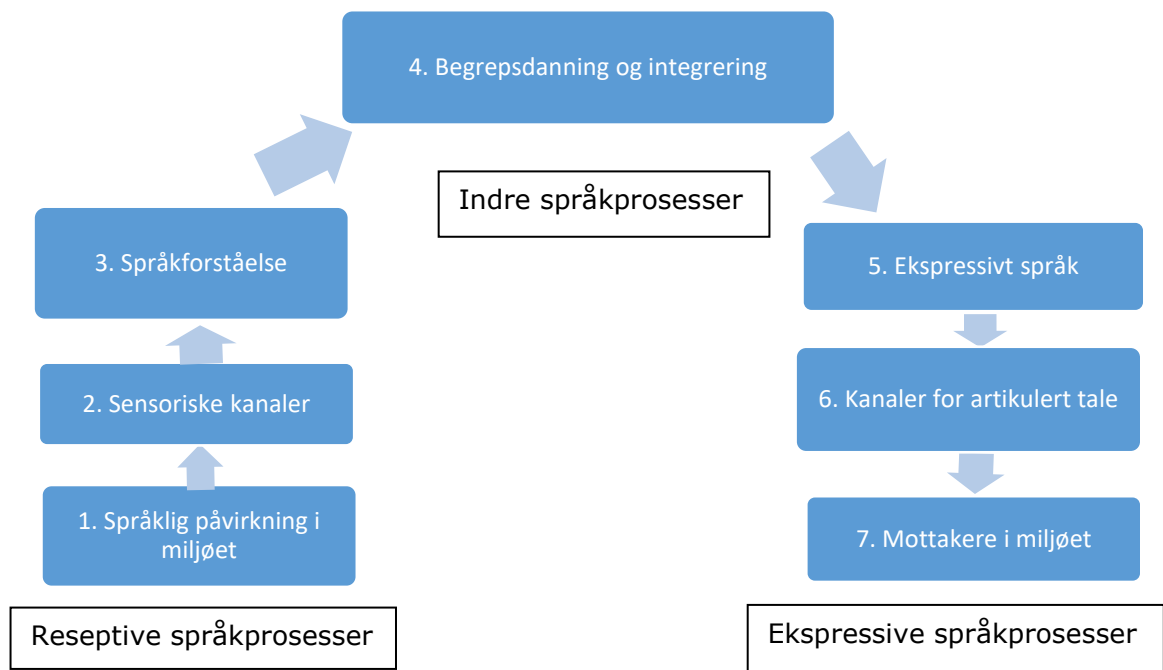 4. Begrepsdanning og integrering
Indre språkprosesser
3. Språkforståelse
5. Ekspressivt språk
2. Sensoriske kanaler
6. Kanaler for artikulert tale
1. Språklig påvirkning i
miljøet
7. Mottakere i miljøet
Reseptive språkprosesser
Ekspressive språkprosesser